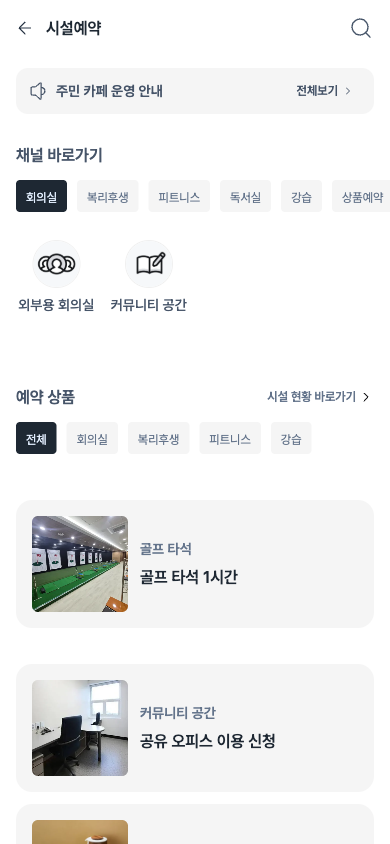 시설예약
주민 카페 운영 안내 전체보기
채널 바로가기
회의실 복리후생 피트니스 독서실 강습 상품예약
외부용 회의실 커뮤니티 공간
예약 상품 시설 현황 바로가기
전체 회의실 복리후생 피트니스 강습
골프 타석
골프 타석 1시간
커뮤니티 공간
공유 오피스 이용 신청